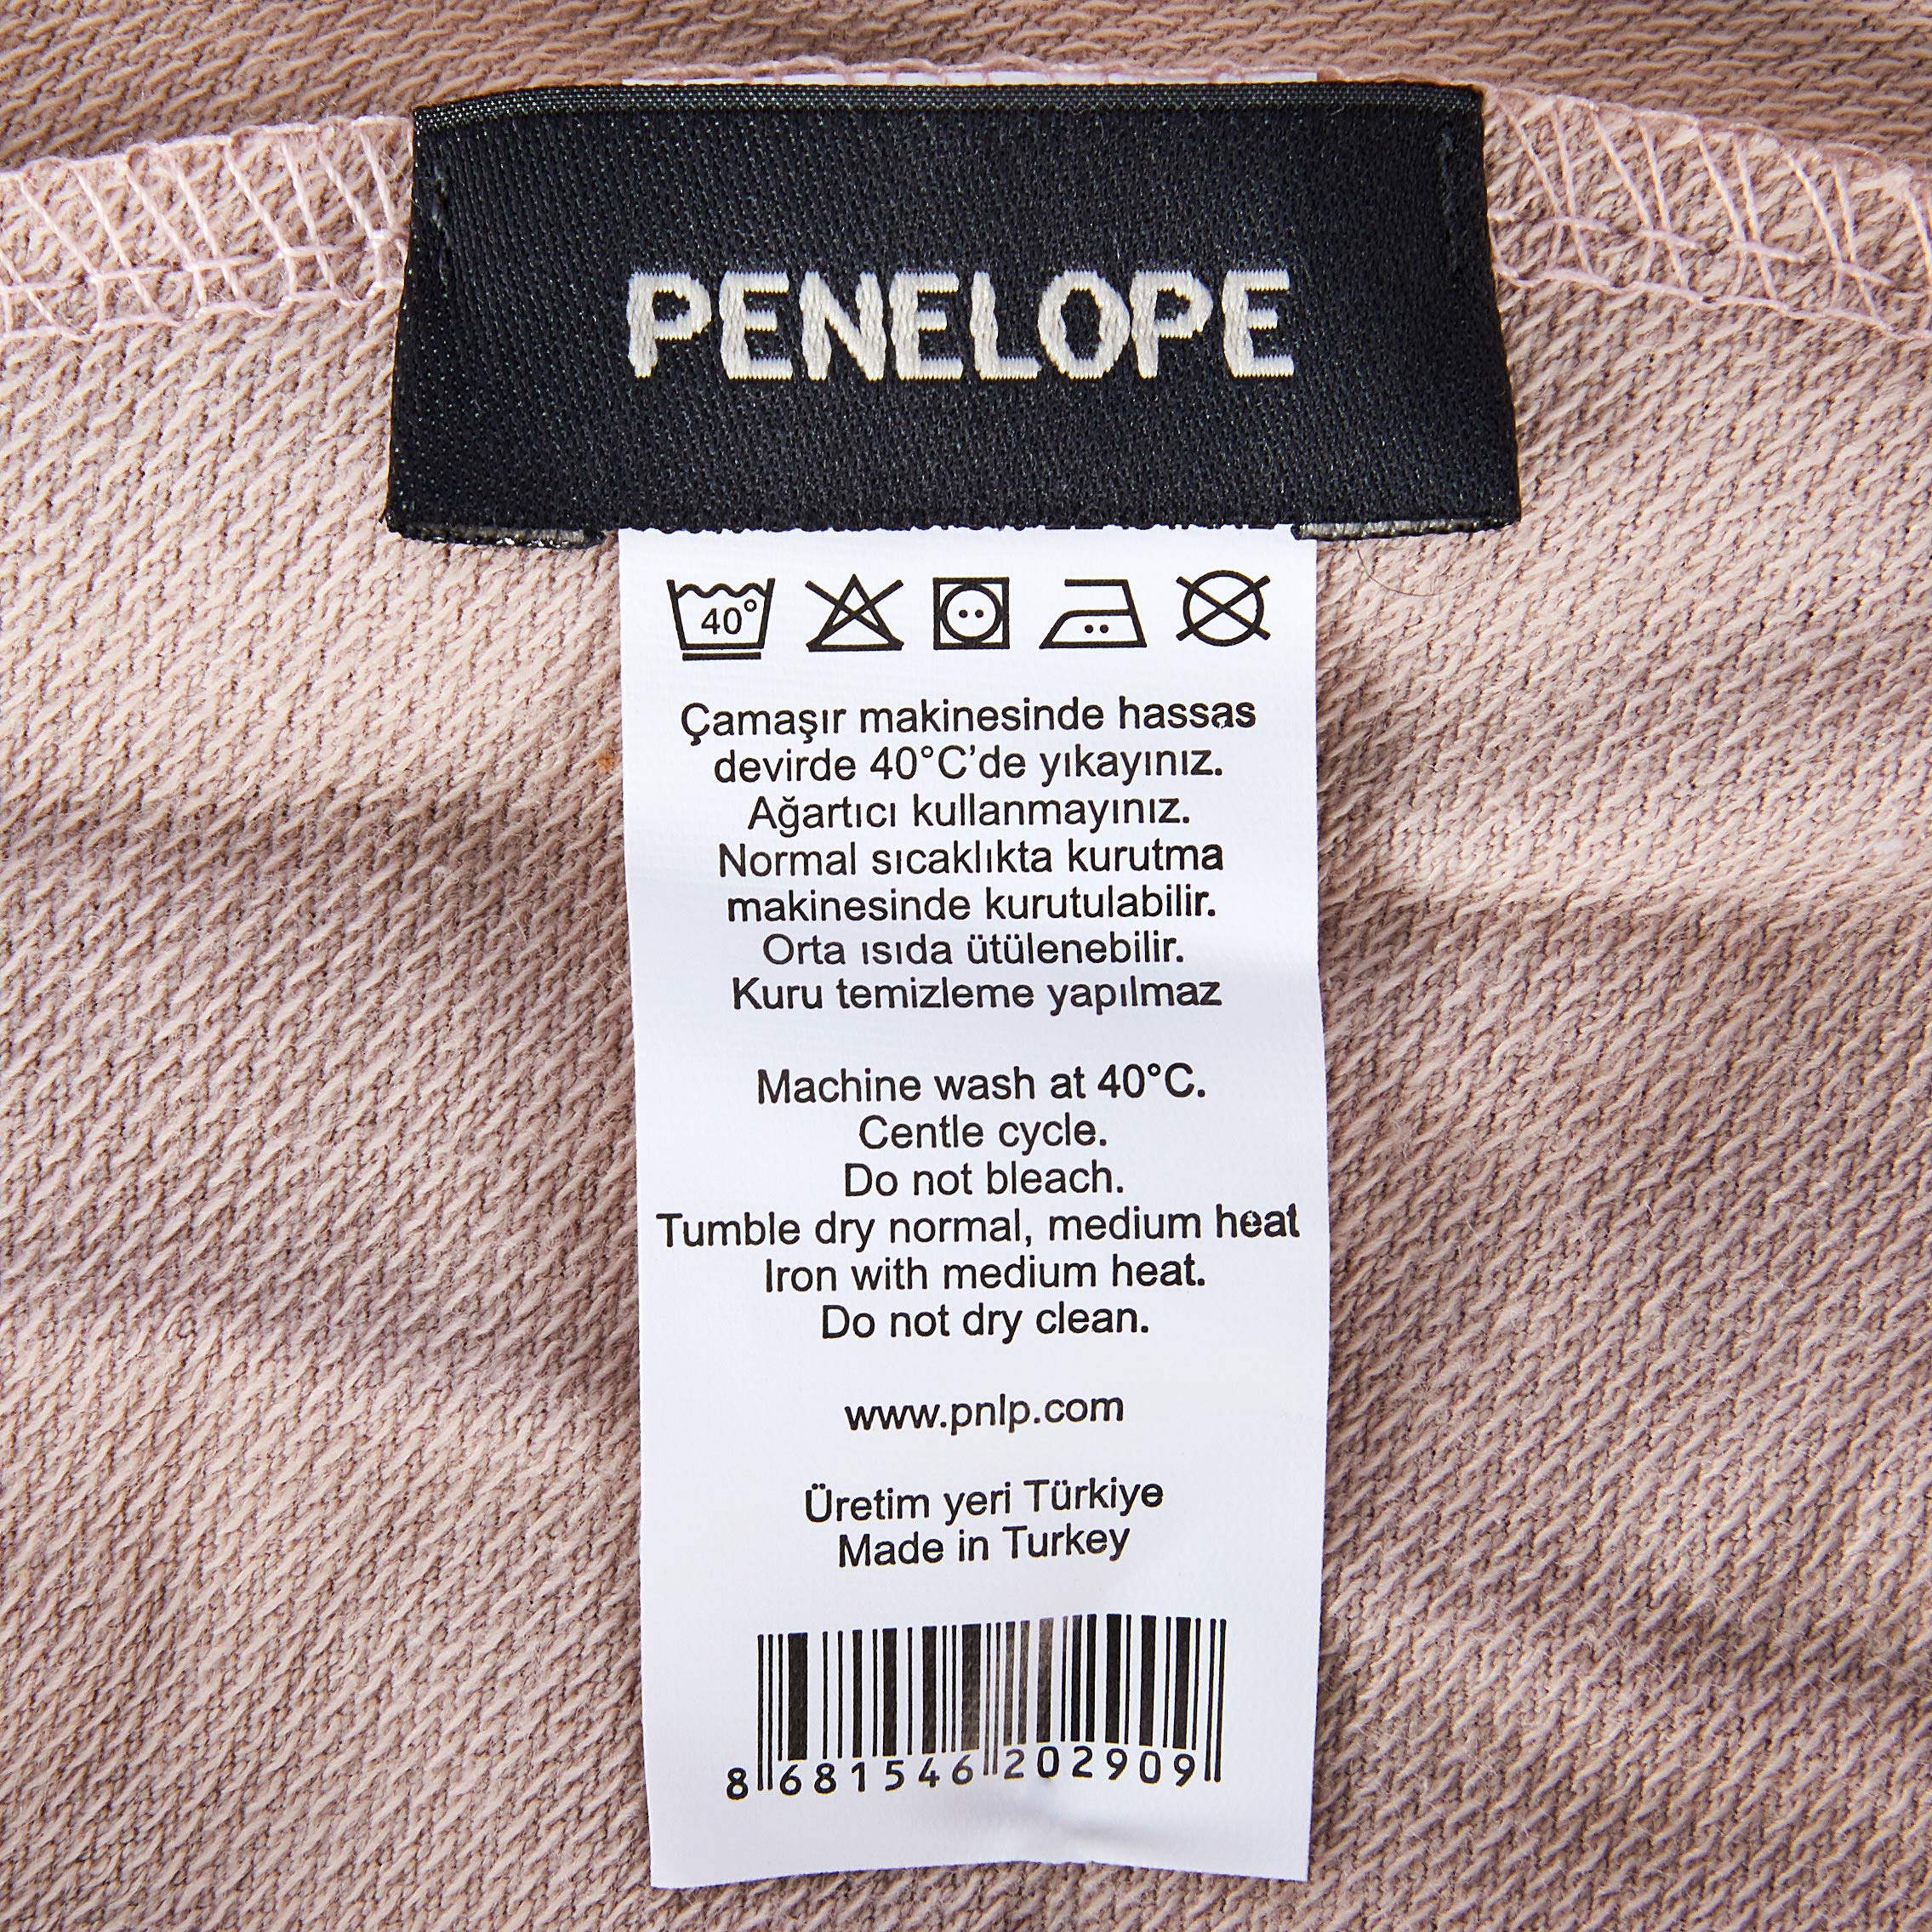 PENELOPE
40°
Çamaşır makinesinde hassas
devirde 40°C'de yıkayınız.
Ağartıcı kullanmayınız.
Normal sıcaklıkta kurutma
makinesinde kurutulabilir.
Orta ısıda ütülenebilir.
Kuru temizleme yapılmaz
Machine wash at 40°C.
Centle cycle.
Do not bleach.
Tumble dry normal, medium heat
Iron with medium heat.
Do not dry clean.
www.pnlp.com
Üretim yeri Türkiye
Made in Turkey
8 681546 202909